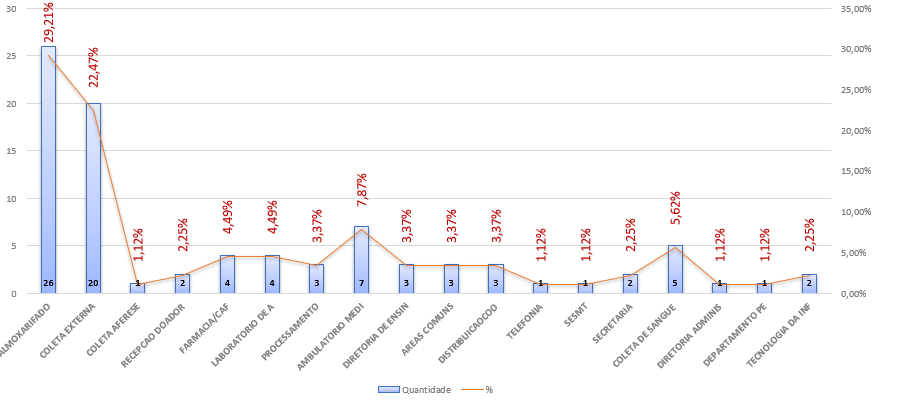 30
25
20
15
10
5
0
35,00%
30,00%
25,00%
20,00%
15,00%
10,00%
5,00%
0,00%
29,21%
22,47%
1,12%
2,25%
4,49%
4,49%
3,37%
7,87%
3,37%
3,37%
3,37%
1,12%
1,12%
2,25%
5,62%
1,12%
1,12%
2,25%
26
20
1
2
4
4
3
7
3
3
3
1
1
2
5
1
1
2
ALMOXARIFADO
COLETA EXTERNA
COLETA AFERESE
RECEPCAO DOADOR
FARMACIA/CAF
LABORATORIO DE A
PROCESSAMENTO
AMBULATORIO MEDI
DIRETORIA DE ENSIN
AREAS COMUNS
DISTRIBUIÇÃOCOD
TELEFONIA
SESMT
SECRETARIA
COLETA DE SANGUE
DIRETORIA ADMINIS
DEPARTAMENTO PE
TECNOLOGIA DA INF
Quantidade
%